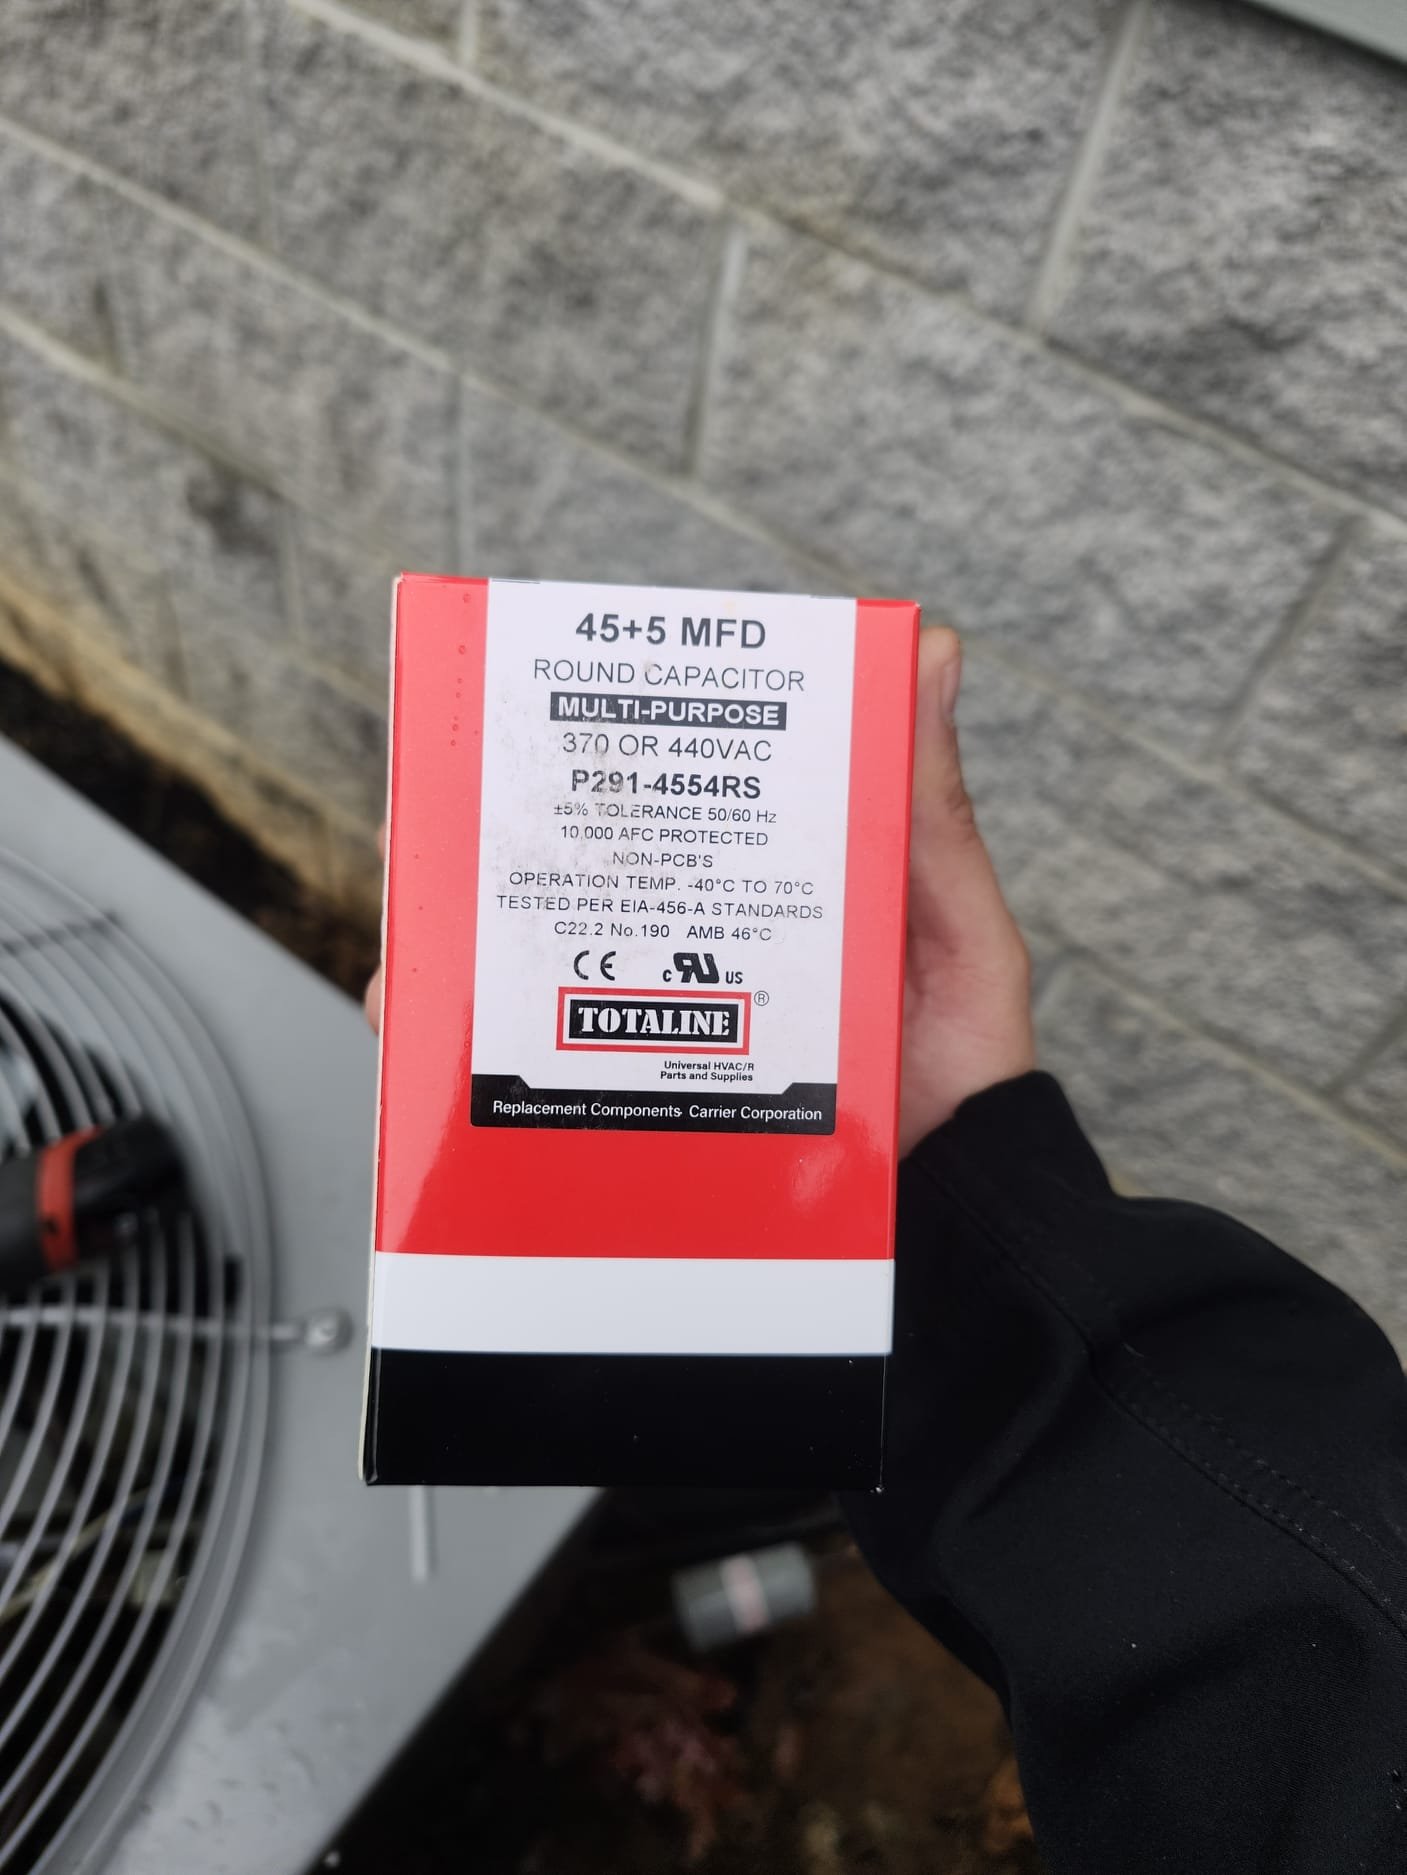 45+5 MFD
ROUND CAPACITOR
MULTI-PURPOSE
370 OR 440VAC
P291-4554RS
±5% TOLERANCE 50/60 Hz
10,000 AFC PROTECTED
NON-PCB'S
OPERATION TEMP. -40°C TO 70°C
TESTED PER EIA-456-A STANDARDS
C22.2 No.190 AMB 46°C
CE c RU US
TOTALINE ®
Universal HVAC/R
Parts and Supplies
Replacement Components Carrier Corporation